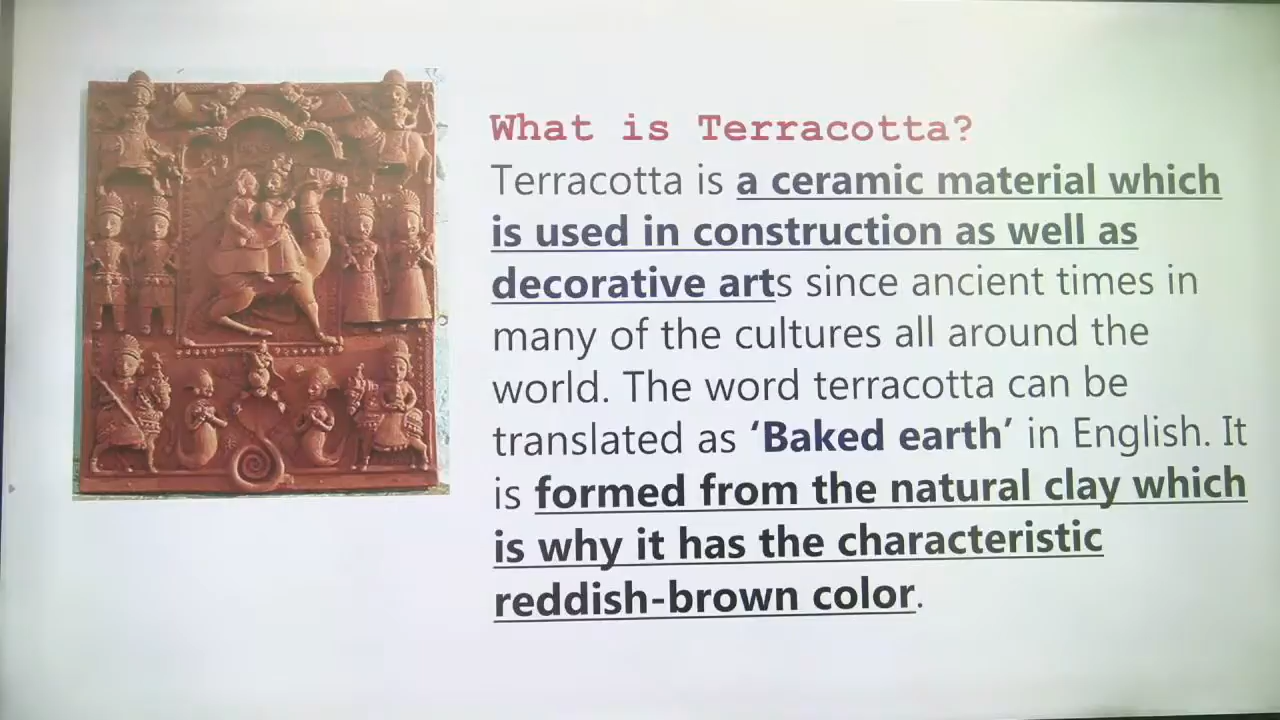 What is Terracotta?
Terracotta is a ceramic material which
is used in construction as well as
decorative arts since ancient times in
many of the cultures all around the
world. The word terracotta can be
translated as ‘Baked earth’ in English. It
is formed from the natural clay which
is why it has the characteristic
reddish-brown color.